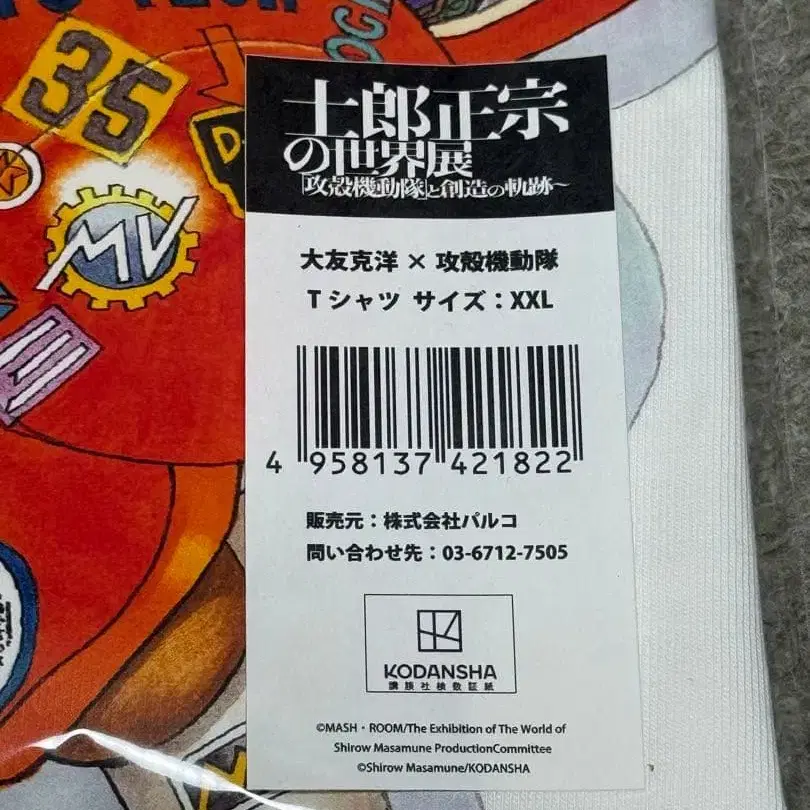 35
MV
士郎正宗
の世界展
「攻殻機動隊」と創造の軌跡〜
大友克洋 × 攻殻機動隊
Tシャツ サイズ：XXL
4 958137 421822
販売元：株式会社パルコ
問い合わせ先：03-6712-7505
KODANSHA
講談社検数証紙
©MASH・ROOM/The Exhibition of The World of
Shirow Masamune ProductionCommittee
©Shirow Masamune/KODANSHA